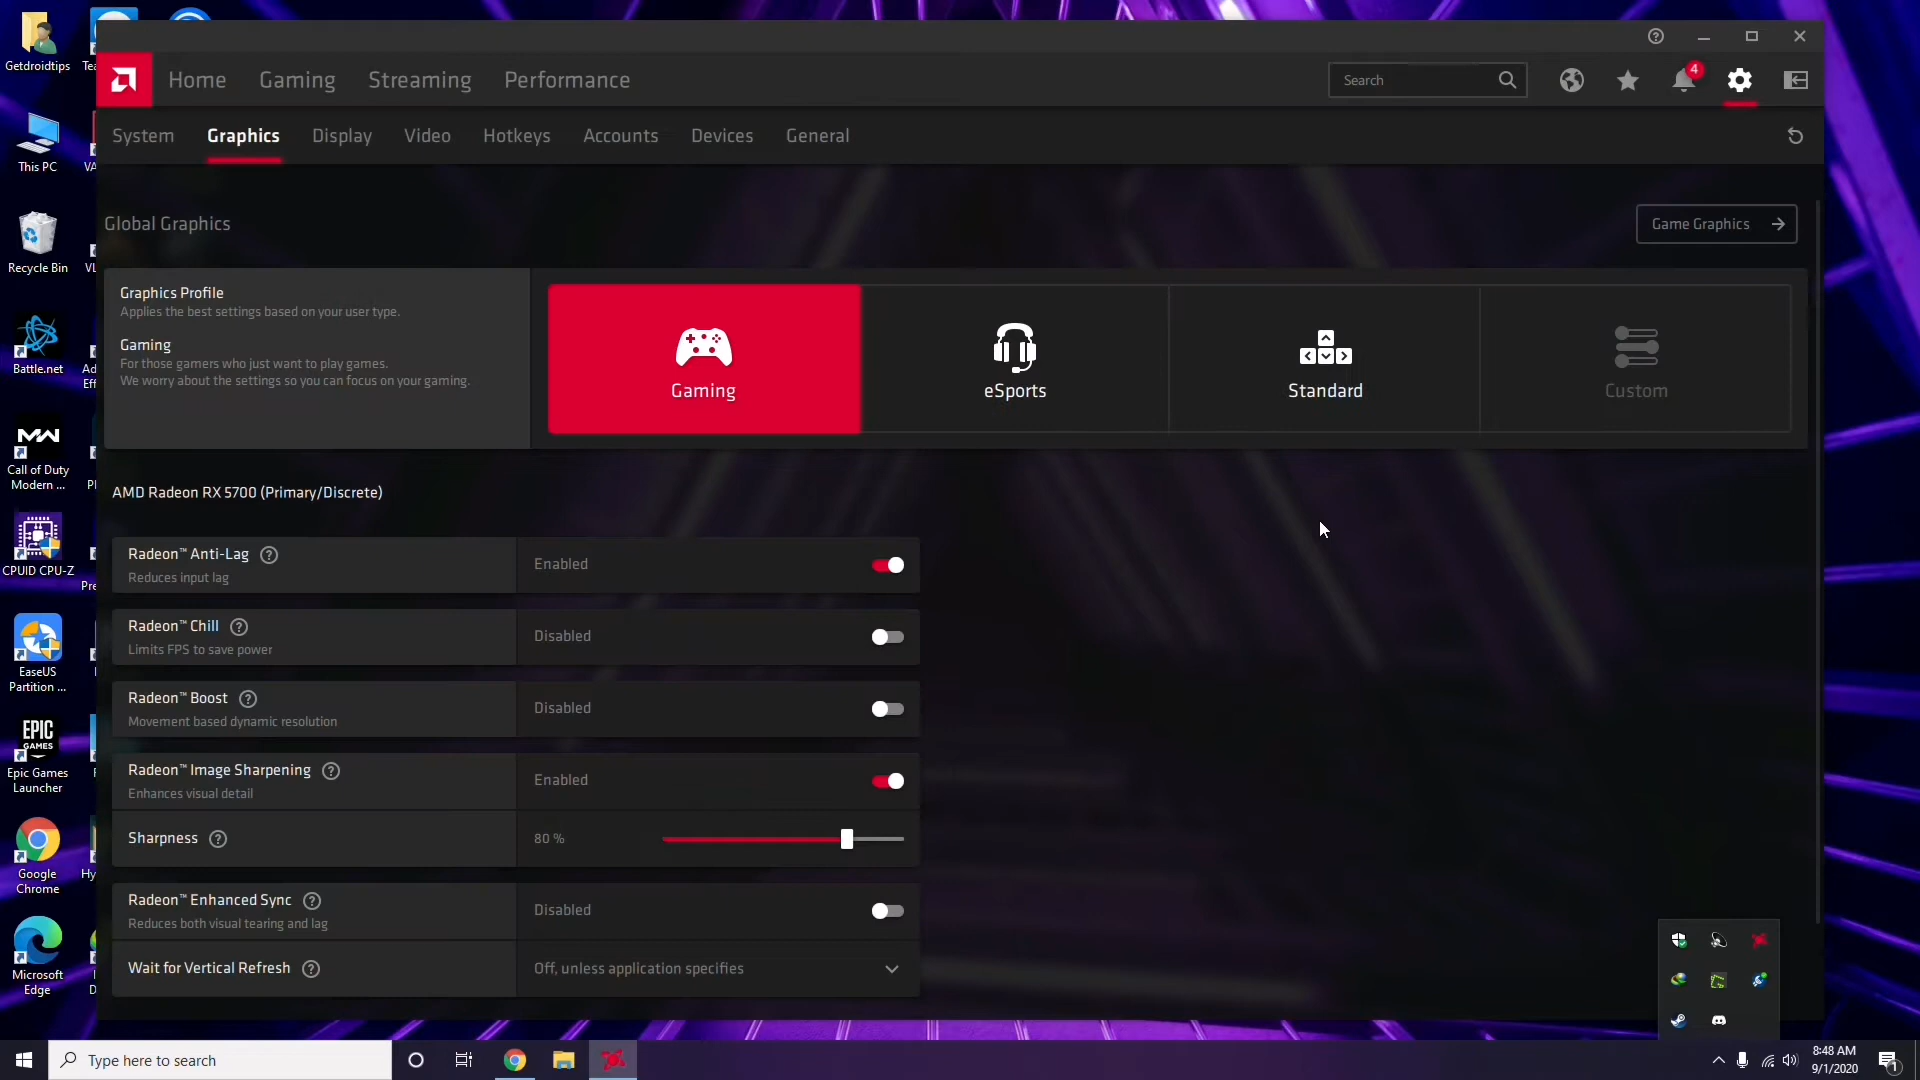 Getdroidtips
This PC
Recycle Bin
Battle.net
Call of Duty
Modern ...
CPUID CPU-Z
EaseUS
Partition ...
EPIC
GAMES
Epic Games
Launcher
Google
Chrome
Microsoft
Edge
Home
Gaming
Streaming
Performance
Search
4
System
Graphics
Display
Video
Hotkeys
Accounts
Devices
General
Global Graphics
Game Graphics
Graphics Profile
Applies the best settings based on your user type.
Gaming
For those gamers who just want to play games.
We worry about the settings so you can focus on your gaming.
Gaming
eSports
Standard
Custom
AMD Radeon RX 5700 (Primary/Discrete)
Radeon™ Anti-Lag
Reduces input lag
Enabled
Radeon™ Chill
Limits FPS to save power
Disabled
Radeon™ Boost
Movement based dynamic resolution
Disabled
Radeon™ Image Sharpening
Enhances visual detail
Enabled
Sharpness
80 %
Radeon™ Enhanced Sync
Reduces both visual tearing and lag
Disabled
Wait for Vertical Refresh
Off, unless application specifies
Type here to search
8:48 AM
9/1/2020
1